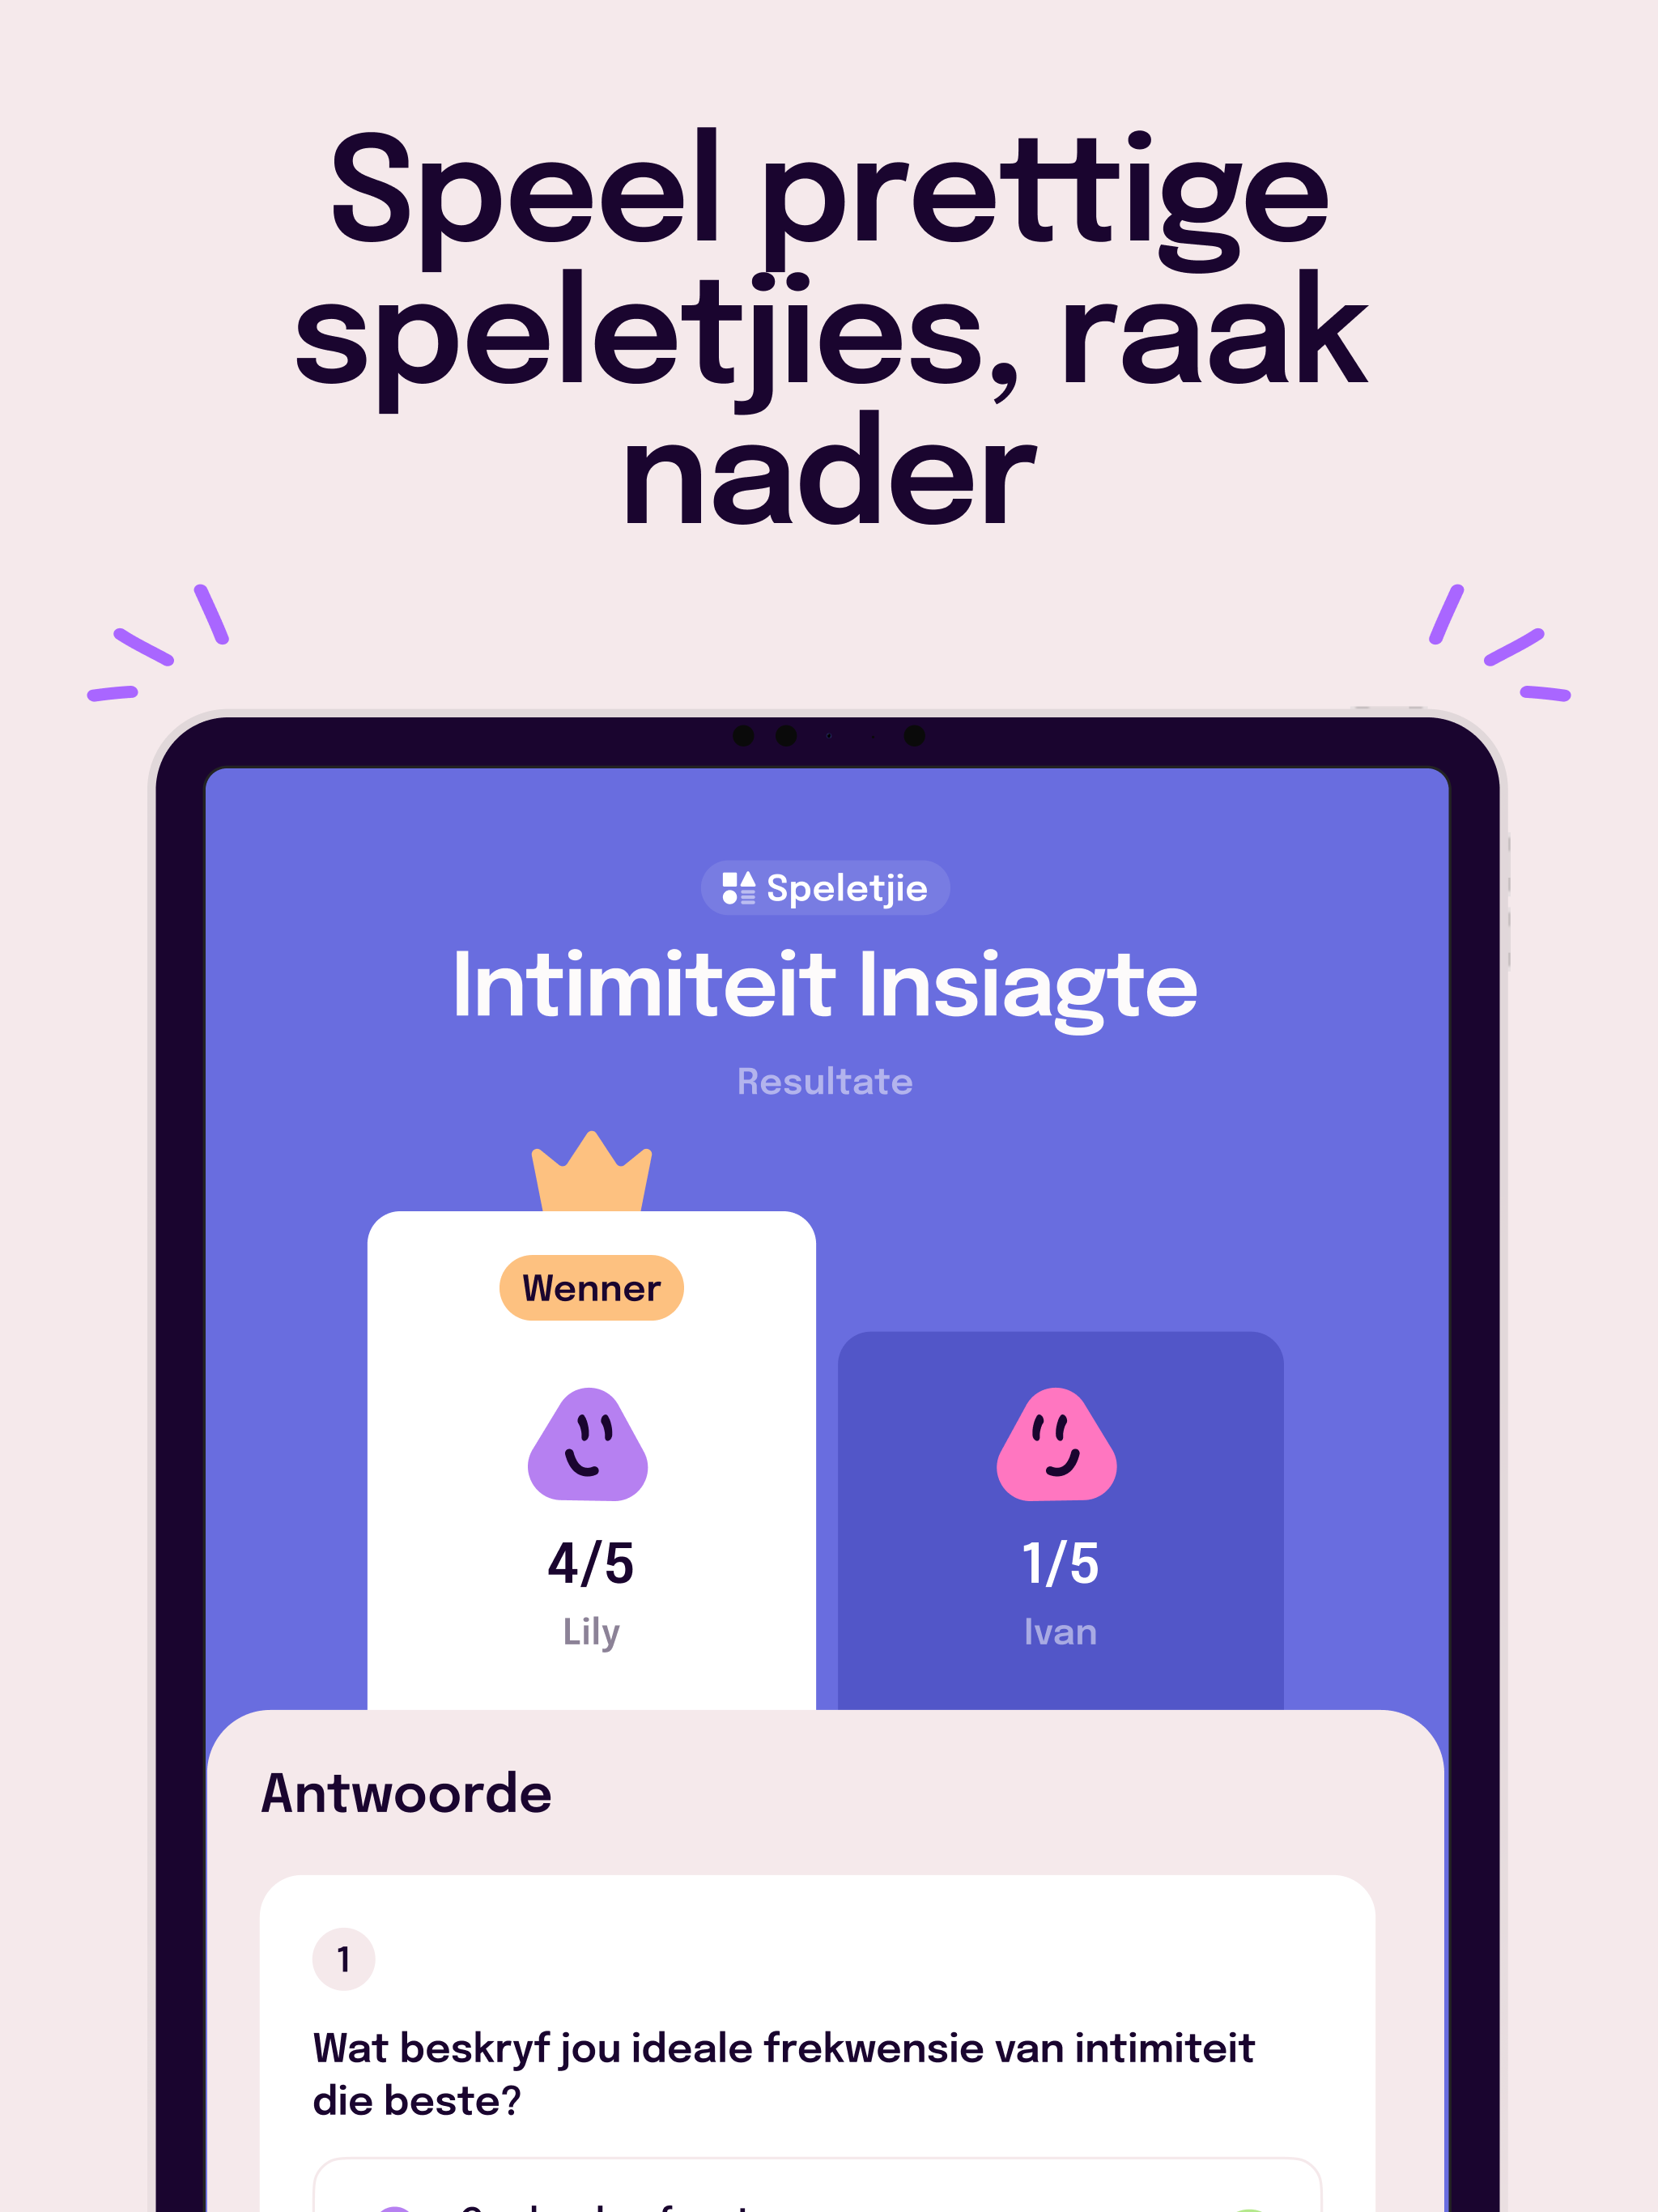 Speel prettige
speletjies, raak
nader
Speletjie
Intimiteit Insiagte
Resultate
Wenner
4/5
Lily
1/5
Ivan
Antwoorde
1
Wat beskryf jou ideale frekwensie van intimiteit
die beste?